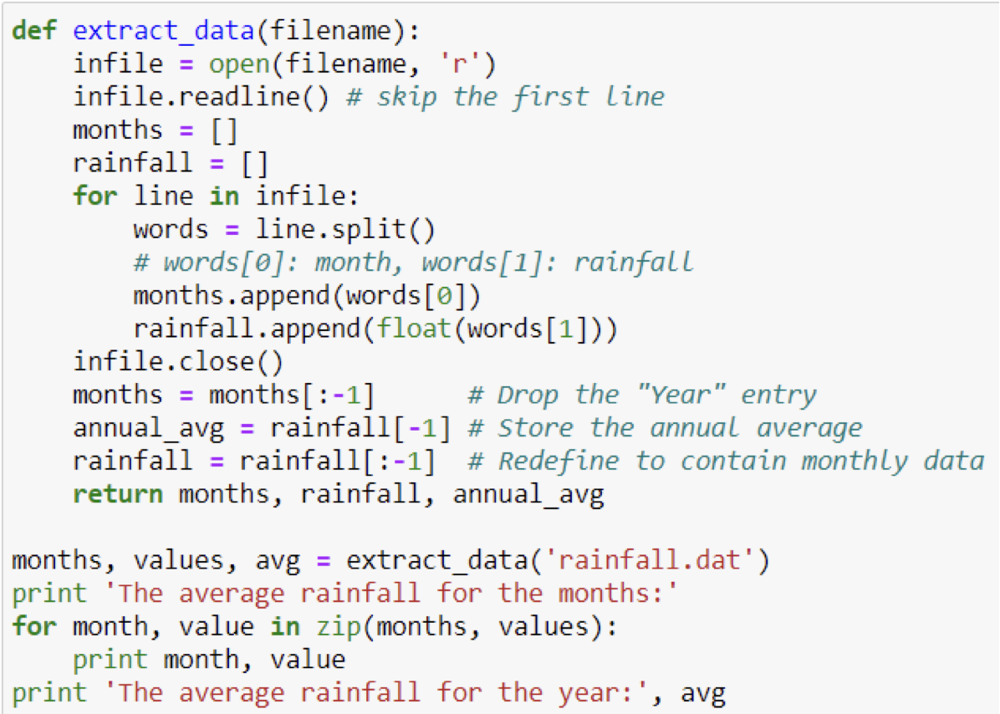 def extract_data(filename):
    infile = open(filename, 'r')
    infile.readline() # skip the first line
    months = []
    rainfall = []
    for line in infile:
        words = line.split()
        # words[0]: month, words[1]: rainfall
        months.append(words[0])
        rainfall.append(float(words[1]))
    infile.close()
    months = months[:-1]      # Drop the "Year" entry
    annual_avg = rainfall[-1] # Store the annual average
    rainfall = rainfall[:-1]  # Redefine to contain monthly data
    return months, rainfall, annual_avg

months, values, avg = extract_data('rainfall.dat')
print 'The average rainfall for the months:'
for month, value in zip(months, values):
    print month, value
print 'The average rainfall for the year:', avg